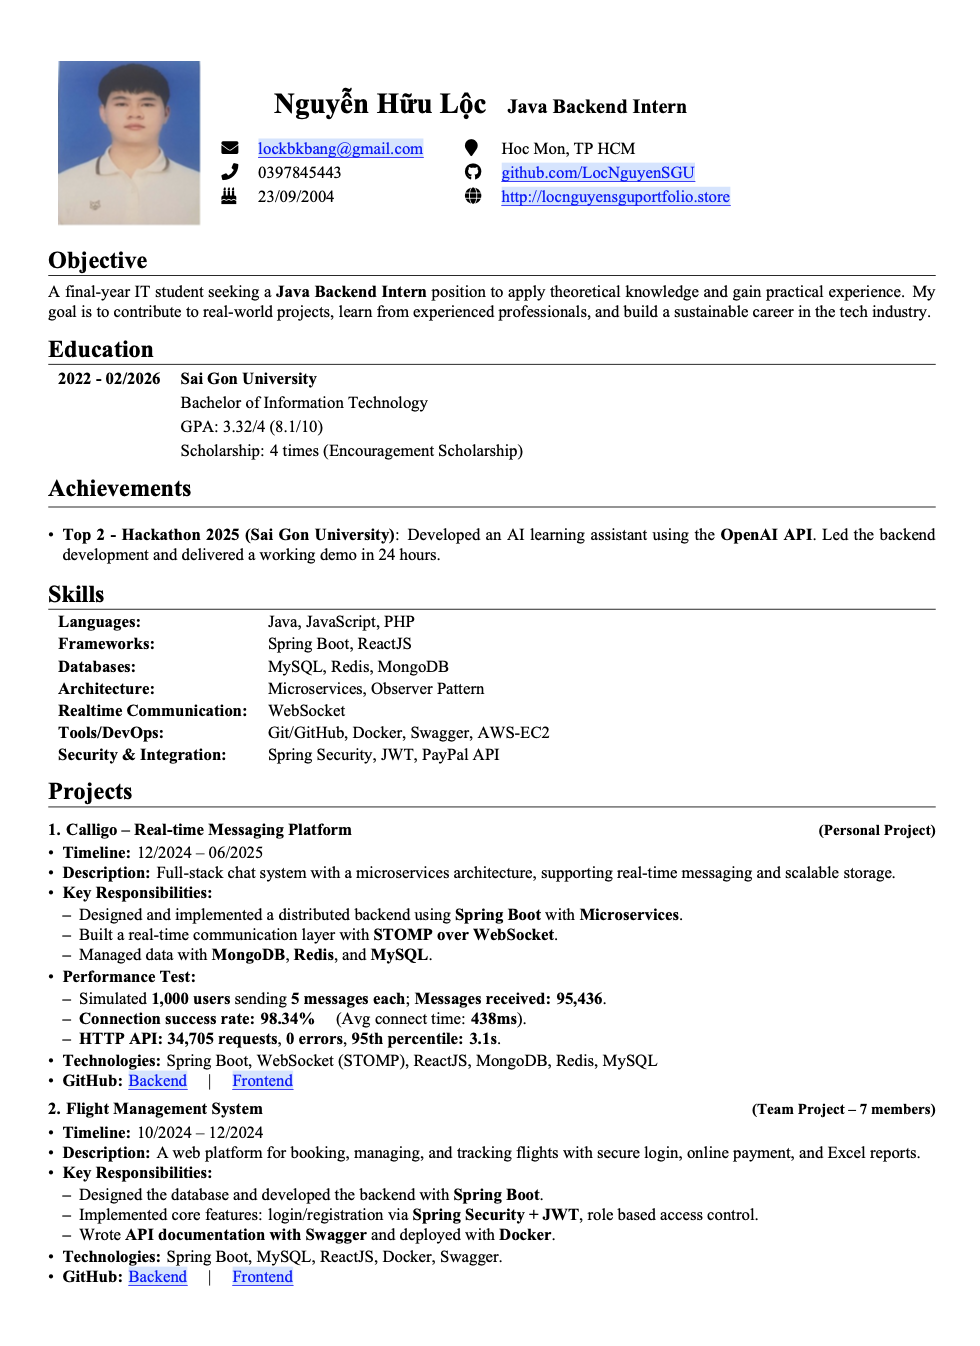 Nguyễn Hữu Lộc Java Backend Intern
lockbkbang@gmail.com Hoc Mon, TP HCM
0397845443 github.com/LocNguyenSGU
23/09/2004 http://locnguyensguportfolio.store
Objective
A final-year IT student seeking a Java Backend Intern position to apply theoretical knowledge and gain practical experience. My
goal is to contribute to real-world projects, learn from experienced professionals, and build a sustainable career in the tech industry.
Education
2022 - 02/2026 Sai Gon University
Bachelor of Information Technology
GPA: 3.32/4 (8.1/10)
Scholarship: 4 times (Encouragement Scholarship)
Achievements
• Top 2 - Hackathon 2025 (Sai Gon University): Developed an AI learning assistant using the OpenAI API. Led the backend
development and delivered a working demo in 24 hours.
Skills
Languages: Java, JavaScript, PHP
Frameworks: Spring Boot, ReactJS
Databases: MySQL, Redis, MongoDB
Architecture: Microservices, Observer Pattern
Realtime Communication: WebSocket
Tools/DevOps: Git/GitHub, Docker, Swagger, AWS-EC2
Security & Integration: Spring Security, JWT, PayPal API
Projects
1. Calligo – Real-time Messaging Platform (Personal Project)
• Timeline: 12/2024 – 06/2025
• Description: Full-stack chat system with a microservices architecture, supporting real-time messaging and scalable storage.
• Key Responsibilities:
– Designed and implemented a distributed backend using Spring Boot with Microservices.
– Built a real-time communication layer with STOMP over WebSocket.
– Managed data with MongoDB, Redis, and MySQL.
• Performance Test:
– Simulated 1,000 users sending 5 messages each; Messages received: 95,436.
– Connection success rate: 98.34% (Avg connect time: 438ms).
– HTTP API: 34,705 requests, 0 errors, 95th percentile: 3.1s.
• Technologies: Spring Boot, WebSocket (STOMP), ReactJS, MongoDB, Redis, MySQL
• GitHub: Backend | Frontend
2. Flight Management System (Team Project – 7 members)
• Timeline: 10/2024 – 12/2024
• Description: A web platform for booking, managing, and tracking flights with secure login, online payment, and Excel reports.
• Key Responsibilities:
– Designed the database and developed the backend with Spring Boot.
– Implemented core features: login/registration via Spring Security + JWT, role based access control.
– Wrote API documentation with Swagger and deployed with Docker.
• Technologies: Spring Boot, MySQL, ReactJS, Docker, Swagger.
• GitHub: Backend | Frontend